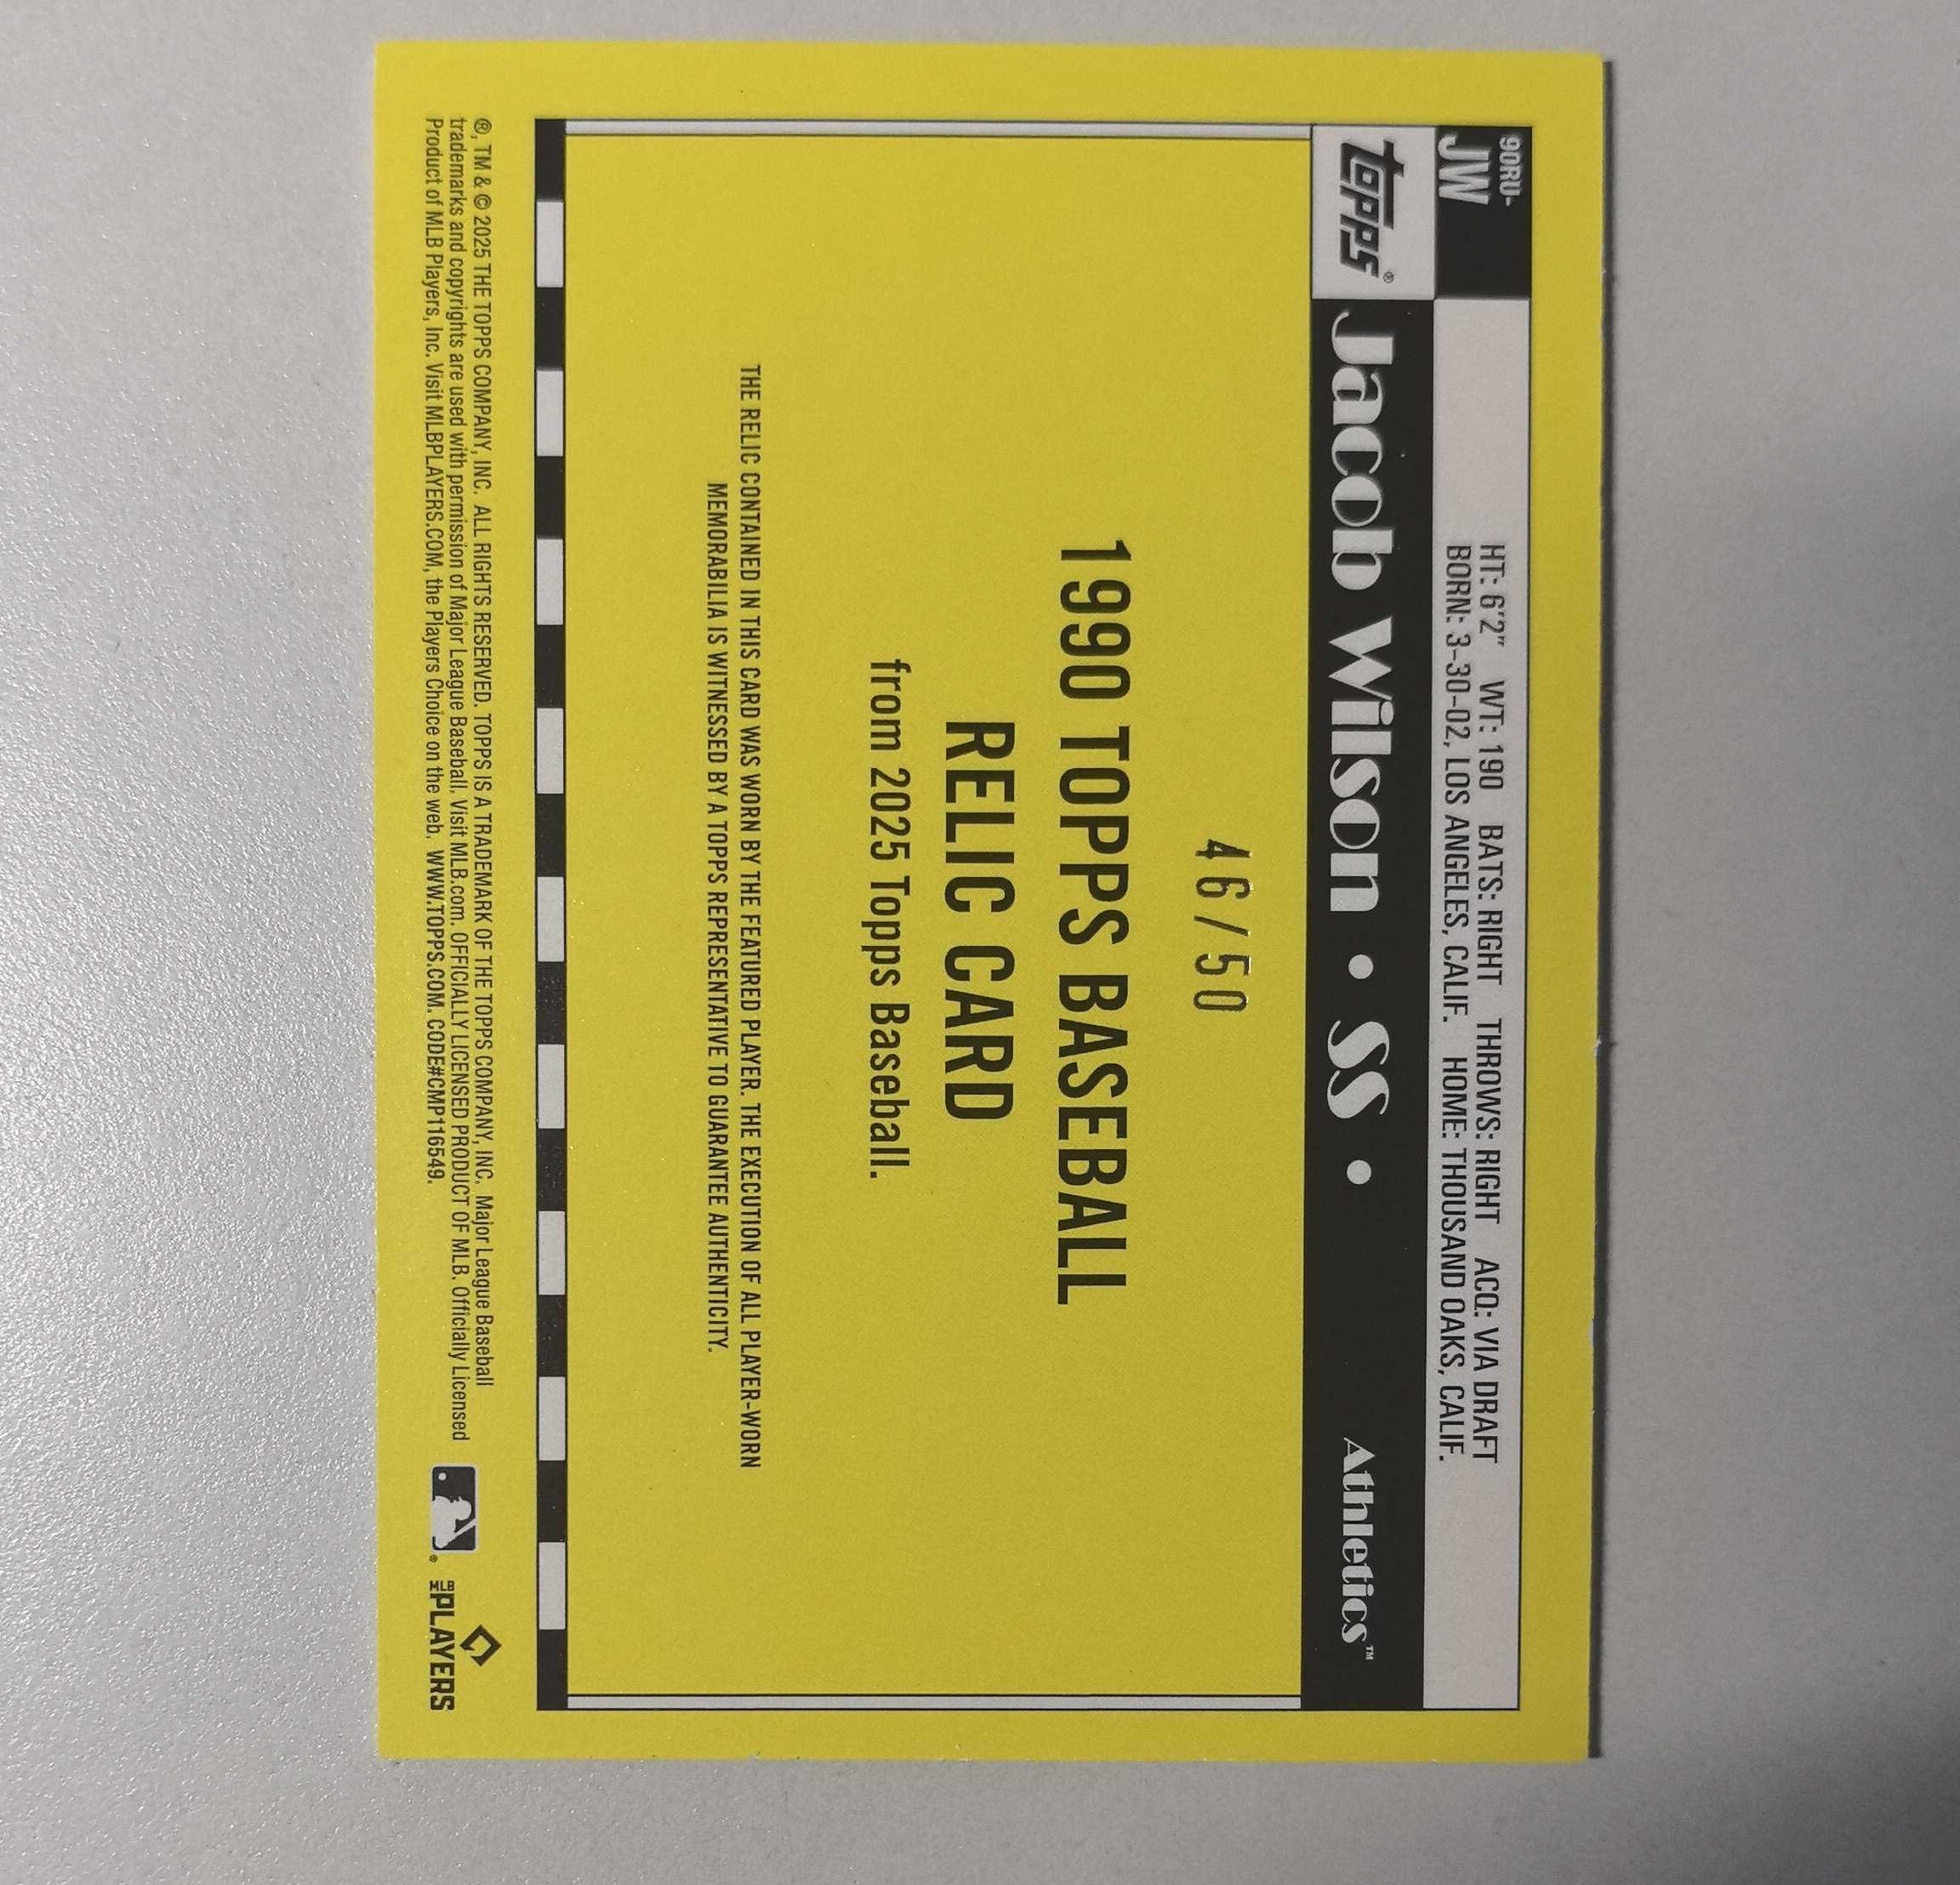 90RU-
JW
HT: 6'2" WT: 190 BATS: RIGHT THROWS: RIGHT ACQ: VIA DRAFT
BORN: 3-30-02, LOS ANGELES, CALIF. HOME: THOUSAND OAKS, CALIF.
topps® Jacob Wilson • SS • Athletics™
46/50
1990 TOPPS BASEBALL
RELIC CARD
from 2025 Topps Baseball.
THE RELIC CONTAINED IN THIS CARD WAS WORN BY THE FEATURED PLAYER. THE EXECUTION OF ALL PLAYER-WORN
MEMORABILIA IS WITNESSED BY A TOPPS REPRESENTATIVE TO GUARANTEE AUTHENTICITY.
®, TM & © 2025 THE TOPPS COMPANY, INC. ALL RIGHTS RESERVED. TOPPS IS A TRADEMARK OF THE TOPPS COMPANY, INC. Major League Baseball
trademarks and copyrights are used with permission of Major League Baseball. Visit MLB.com. OFFICIALLY LICENSED PRODUCT OF MLB. Officially Licensed
Product of MLB Players, Inc. Visit MLBPLAYERS.COM, the Players Choice on the web. WWW.TOPPS.COM. CODE#CMP116549.
®
MLB PLAYERS